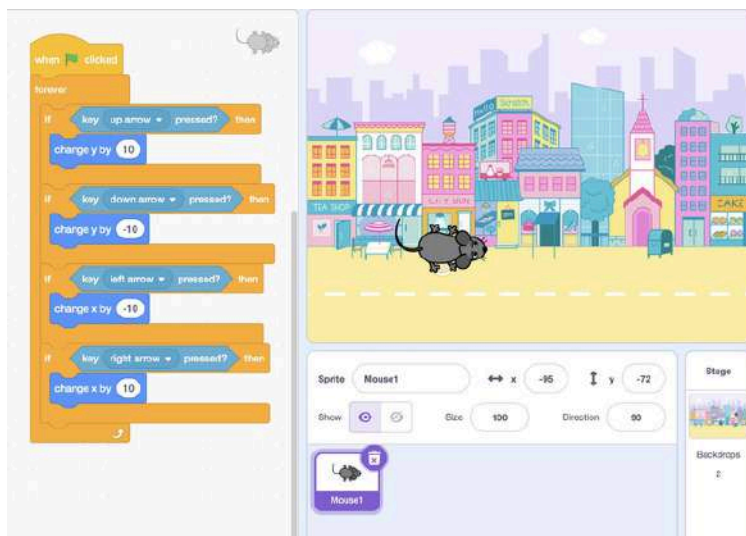 when clicked
forever
if key up arrow pressed? then
change y by 10
if key down arrow pressed? then
change y by -10
if key left arrow pressed? then
change x by -10
if key right arrow pressed? then
change x by 10
TEA SHOP
CAKE
Sprite Mouse1 x -95 y -72
Show Size 100 Direction 90
Mouse1
Stage
Backdrops
2